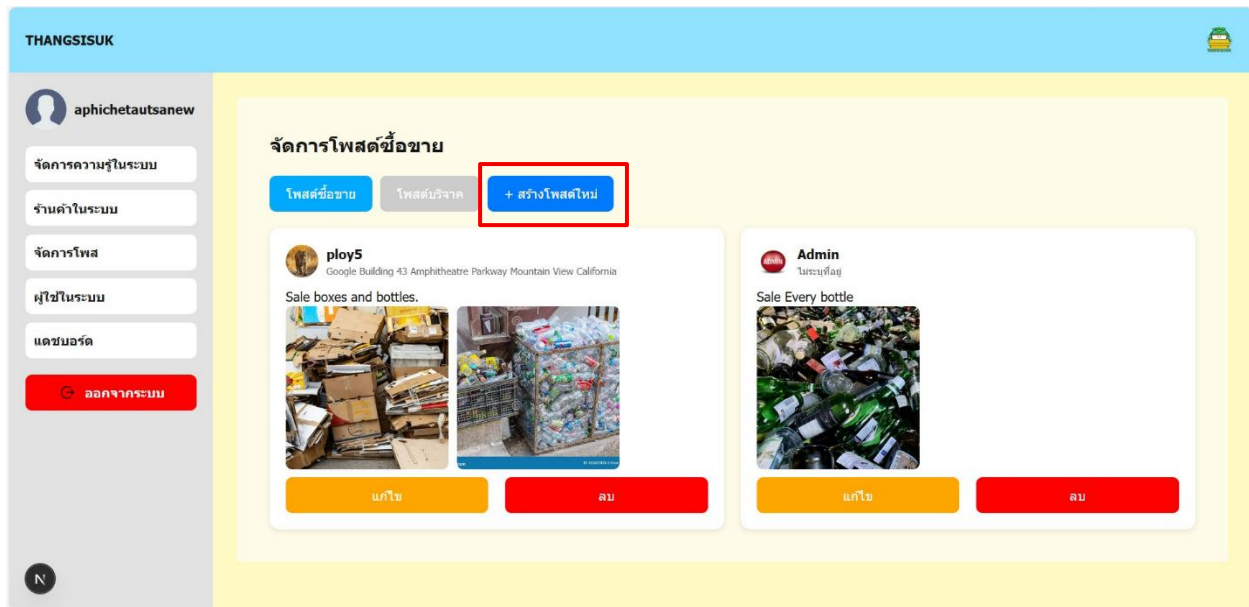 THANGSISUK
aphichetautsanew
จัดการความรู้ในระบบ
ร้านค้าในระบบ
จัดการโพส
ผู้ใช้ในระบบ
แดชบอร์ด
ออกจากระบบ
N
จัดการโพสต์ซื้อขาย
โพสต์ซื้อขาย
โพสต์บริจาค
+ สร้างโพสต์ใหม่
ploy5
Google Building 43 Amphitheatre Parkway Mountain View California
Sale boxes and bottles.
แก้ไข
ลบ
ADMIN
Admin
ไม่ระบุที่อยู่
Sale Every bottle
แก้ไข
ลบ